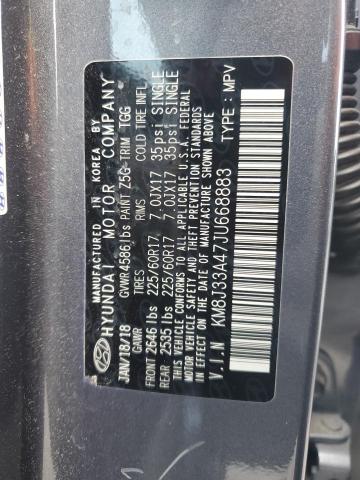 MANUFACTURED IN KOREA BY
HYUNDAI MOTOR COMPANY
JAN/18/18 GVWR 4586lbs PAINT Z5G-TRIM TGG
GAWR TIRES RIMS COLD TIRE INFL.
FRONT 2646 lbs 225/60R17 7.0JX17 35psi SINGLE
REAR 2535 lbs 225/60R17 7.0JX17 35psi SINGLE
THIS VEHICLE CONFORMS TO ALL APPLICABLE U.S.A. FEDERAL
MOTOR VEHICLE SAFETY AND THEFT PREVENTION STANDARDS
IN EFFECT ON THE DATE OF MANUFACTURE SHOWN ABOVE.
V.I.N KM8J33A47JU668883 TYPE : MPV